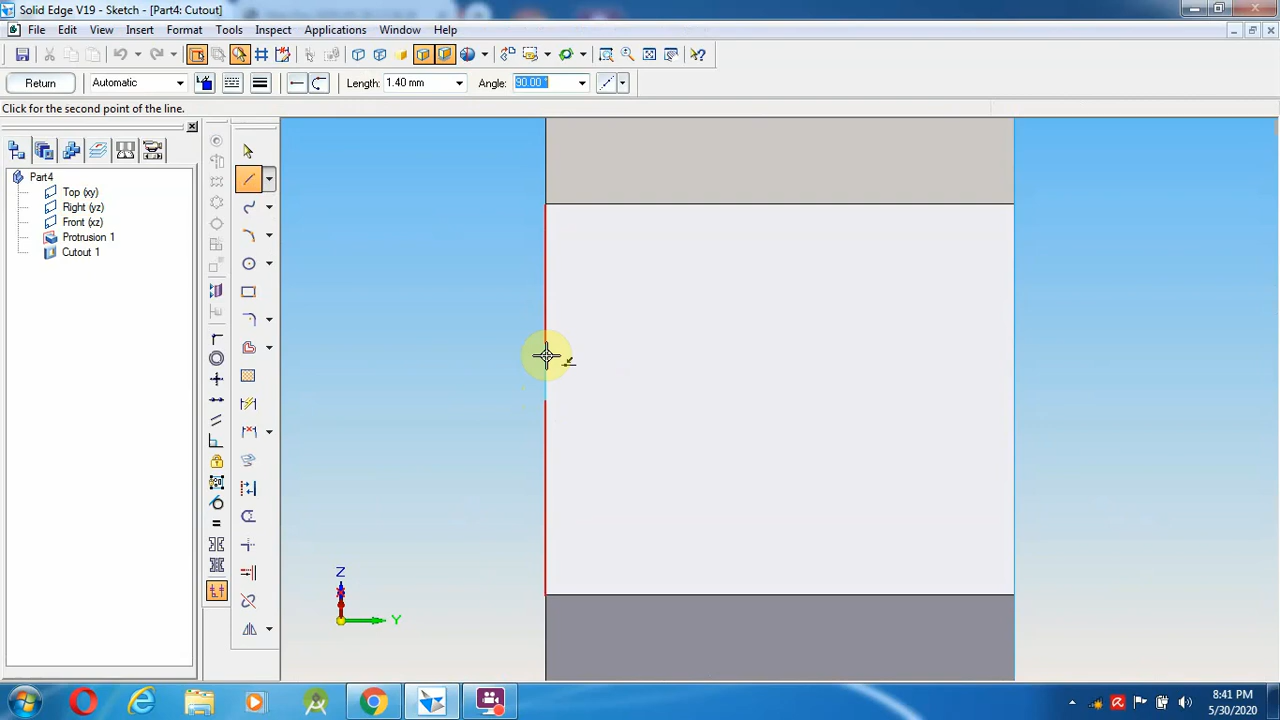 Solid Edge V19 - Sketch - [Part4: Cutout]
File Edit View Insert Format Tools Inspect Applications Window Help
Return Automatic Length: 1.40 mm Angle: 90.00 °
Click for the second point of the line.
Part4
Top (xy)
Right (yz)
Front (xz)
Protrusion 1
Cutout 1
Z
Y
8:41 PM
5/30/2020